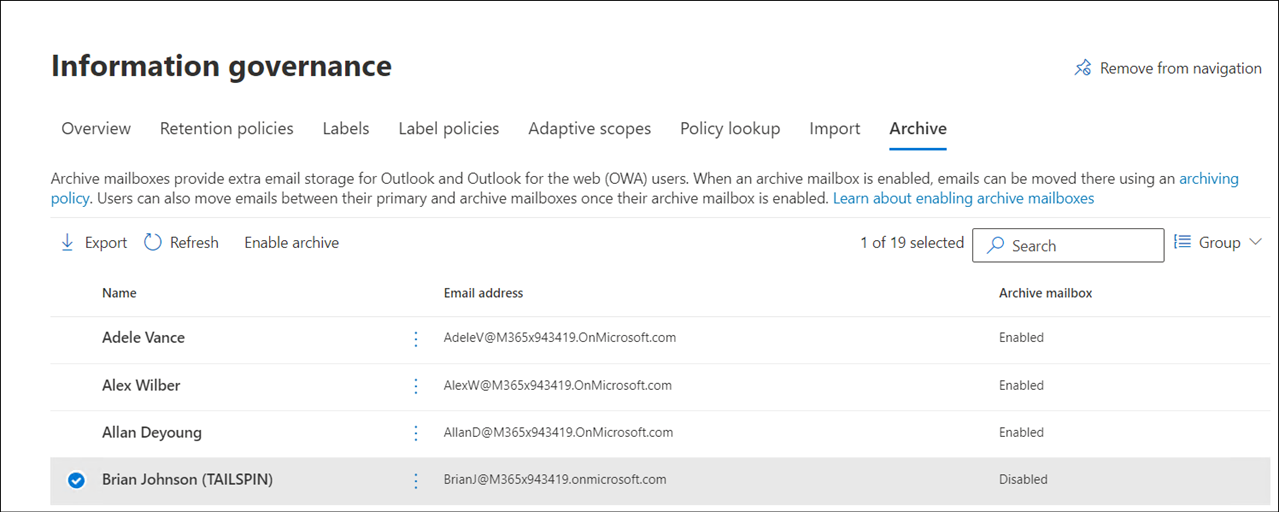 Information governance
Remove from navigation
Overview Retention policies Labels Label policies Adaptive scopes Policy lookup Import Archive
Archive mailboxes provide extra email storage for Outlook and Outlook for the web (OWA) users. When an archive mailbox is enabled, emails can be moved there using an archiving
policy. Users can also move emails between their primary and archive mailboxes once their archive mailbox is enabled. Learn about enabling archive mailboxes
Export Refresh Enable archive 1 of 19 selected Search Group
Name Email address Archive mailbox
Adele Vance AdeleV@M365x943419.OnMicrosoft.com Enabled
Alex Wilber AlexW@M365x943419.OnMicrosoft.com Enabled
Allan Deyoung AllanD@M365x943419.OnMicrosoft.com Enabled
Brian Johnson (TAILSPIN) BrianJ@M365x943419.onmicrosoft.com Disabled